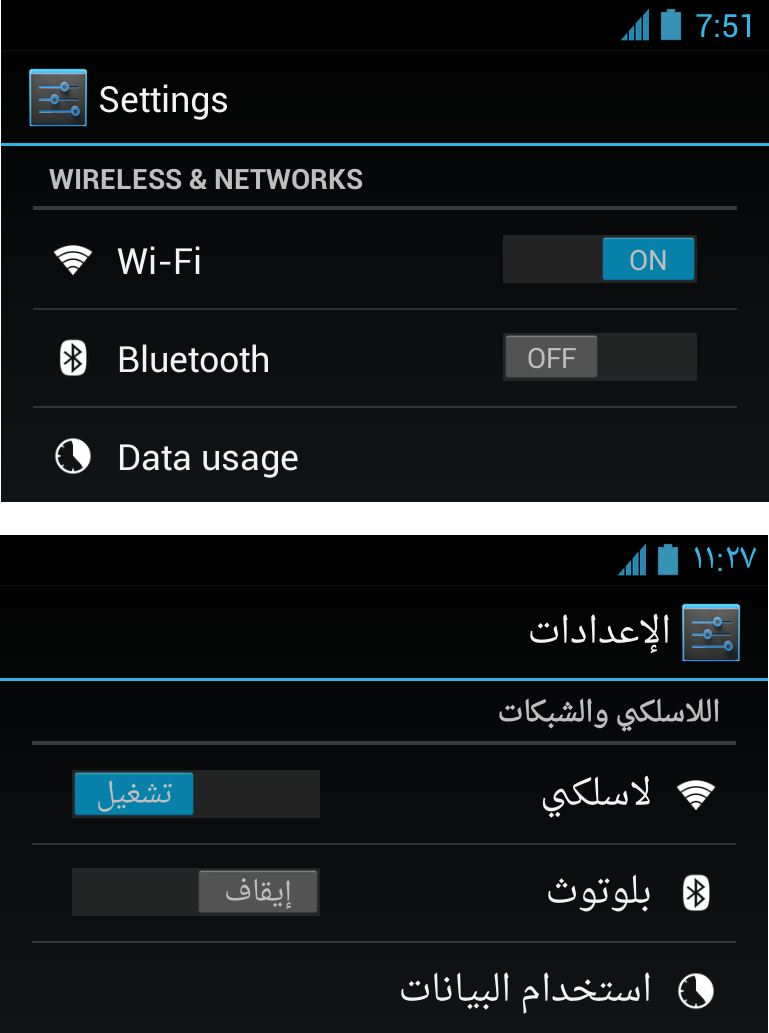 7:51
Settings
WIRELESS & NETWORKS
Wi-Fi ON
Bluetooth OFF
Data usage
١١:٢٧
الإعدادات
اللاسلكي والشبكات
لاسلكي تشغيل
بلوتوث إيقاف
استخدام البيانات